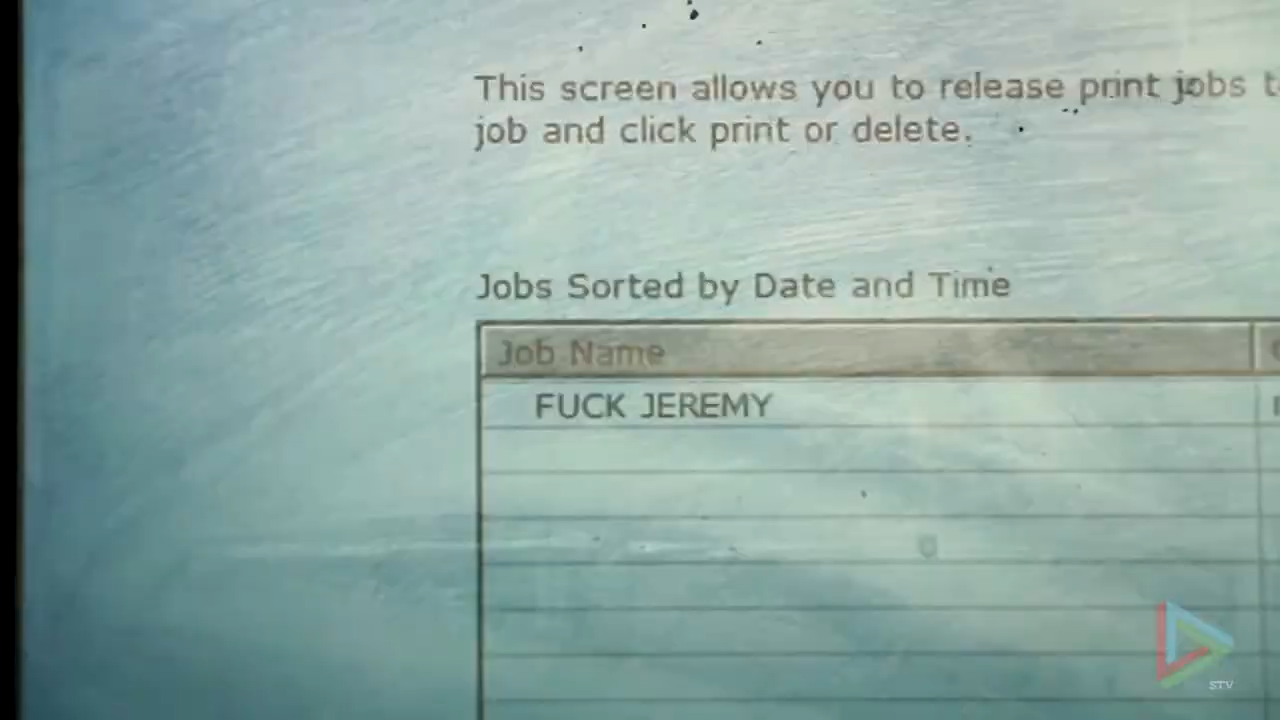 This screen allows you to release print jobs
job and click print or delete.
Jobs Sorted by Date and Time
Job Name
FUCK JEREMY
STV